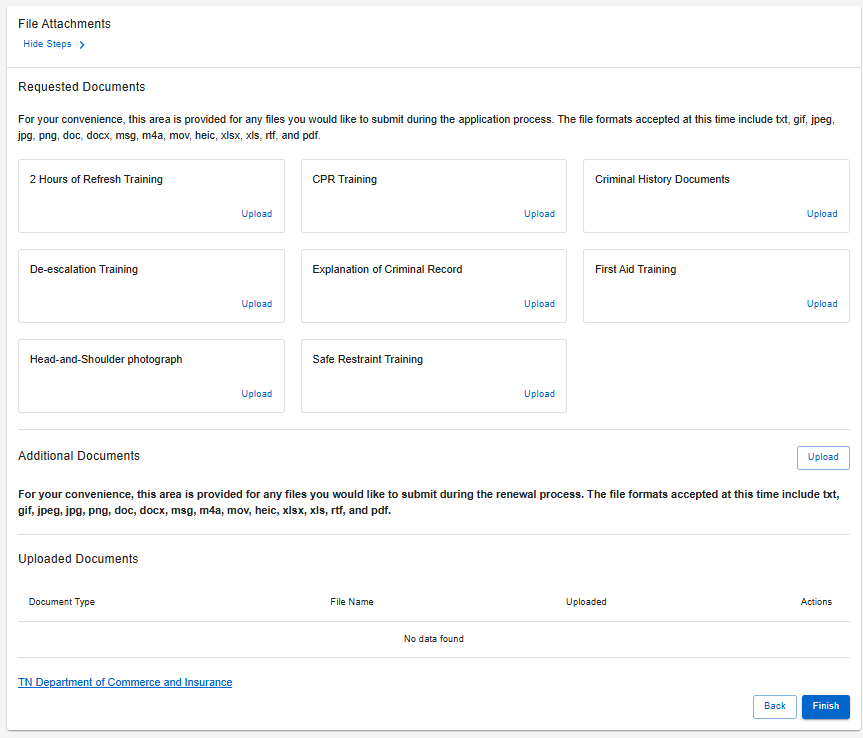 File Attachments
Hide Steps
Requested Documents
For your convenience, this area is provided for any files you would like to submit during the application process. The file formats accepted at this time include txt, gif, jpeg,
jpg, png, doc, docx, msg, m4a, mov, heic, xlsx, xls, rtf, and pdf.
2 Hours of Refresh Training
Upload
CPR Training
Upload
Criminal History Documents
Upload
De-escalation Training
Upload
Explanation of Criminal Record
Upload
First Aid Training
Upload
Head-and-Shoulder photograph
Upload
Safe Restraint Training
Upload
Additional Documents
Upload
For your convenience, this area is provided for any files you would like to submit during the renewal process. The file formats accepted at this time include txt,
gif, jpeg, jpg, png, doc, docx, msg, m4a, mov, heic, xlsx, xls, rtf, and pdf.
Uploaded Documents
Document Type File Name Uploaded Actions
No data found
TN Department of Commerce and Insurance
Back Finish